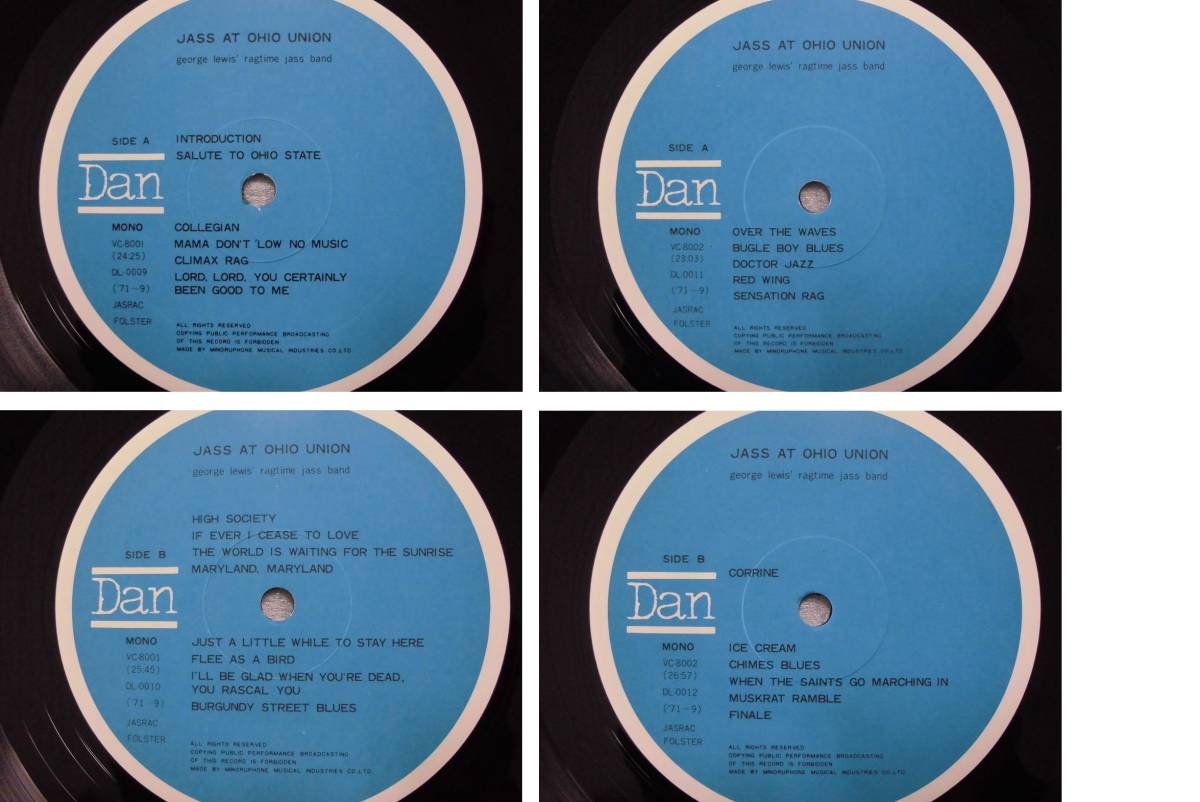 JASS AT OHIO UNION
george lewis' ragtime jass band
SIDE A
INTRODUCTION
SALUTE TO OHIO STATE
Dan
MONO
VC-8001
(24:25)
DL-0009
('71-9)
JASRAC
FOLSTER
COLLEGIAN
MAMA DON'T 'LOW NO MUSIC
CLIMAX RAG
LORD, LORD, YOU CERTAINLY
BEEN GOOD TO ME
ALL RIGHTS RESERVED
COPYING PUBLIC PERFORMANCE BROADCASTING
OF THIS RECORD IS FORBIDDEN
MADE BY MINORUPHONE MUSICAL INDUSTRIES CO.,LTD.
JASS AT OHIO UNION
george lewis' ragtime jass band
SIDE A
Dan
MONO
VC-8002
(23:03)
DL-0011
('71-9)
JASRAC
FOLSTER
OVER THE WAVES
BUGLE BOY BLUES
DOCTOR JAZZ
RED WING
SENSATION RAG
ALL RIGHTS RESERVED
COPYING PUBLIC PERFORMANCE BROADCASTING
OF THIS RECORD IS FORBIDDEN
MADE BY MINORUPHONE MUSICAL INDUSTRIES CO.,LTD.
JASS AT OHIO UNION
george lewis' ragtime jass band
HIGH SOCIETY
IF EVER I CEASE TO LOVE
THE WORLD IS WAITING FOR THE SUNRISE
MARYLAND, MARYLAND
SIDE B
Dan
MONO
VC-8001
(25:45)
DL-0010
('71-9)
JASRAC
FOLSTER
JUST A LITTLE WHILE TO STAY HERE
FLEE AS A BIRD
I'LL BE GLAD WHEN YOU'RE DEAD,
YOU RASCAL YOU
BURGUNDY STREET BLUES
ALL RIGHTS RESERVED
COPYING PUBLIC PERFORMANCE BROADCASTING
OF THIS RECORD IS FORBIDDEN
MADE BY MINORUPHONE MUSICAL INDUSTRIES CO.,LTD.
JASS AT OHIO UNION
george lewis' ragtime jass band
SIDE B
CORRINE
Dan
MONO
VC-8002
(26:57)
DL-0012
('71-9)
JASRAC
FOLSTER
ICE CREAM
CHIMES BLUES
WHEN THE SAINTS GO MARCHING IN
MUSKRAT RAMBLE
FINALE
ALL RIGHTS RESERVED
COPYING PUBLIC PERFORMANCE BROADCASTING
OF THIS RECORD IS FORBIDDEN
MADE BY MINORUPHONE MUSICAL INDUSTRIES CO.,LTD.